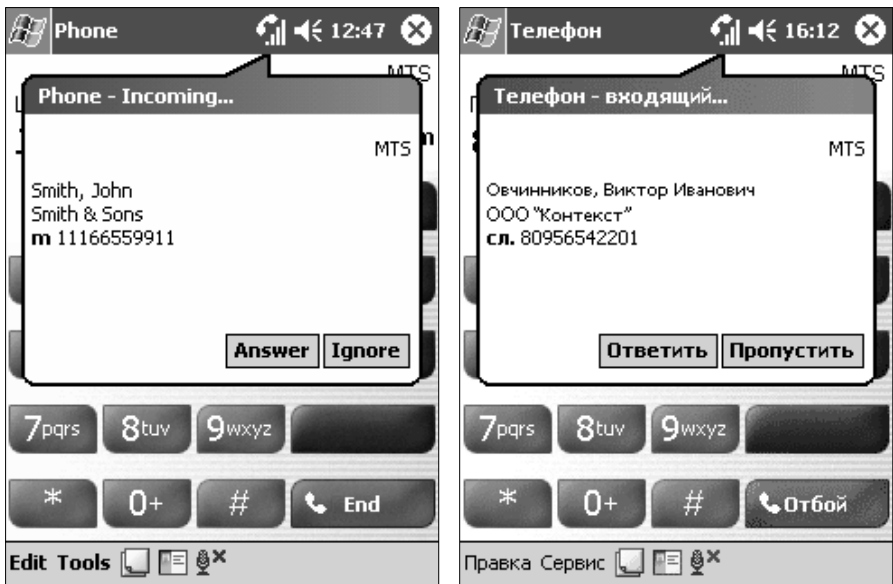 Phone 12:47
MTS
Phone - Incoming...
MTS
Smith, John
Smith & Sons
m 11166559911
Answer Ignore
7pqrs 8tuv 9wxyz
* 0+ # End
Edit Tools
Телефон 16:12
MTS
Телефон - входящий...
MTS
Овчинников, Виктор Иванович
ООО "Контекст"
сл. 80956542201
Ответить Пропустить
7pqrs 8tuv 9wxyz
* 0+ # Отбой
Правка Сервис